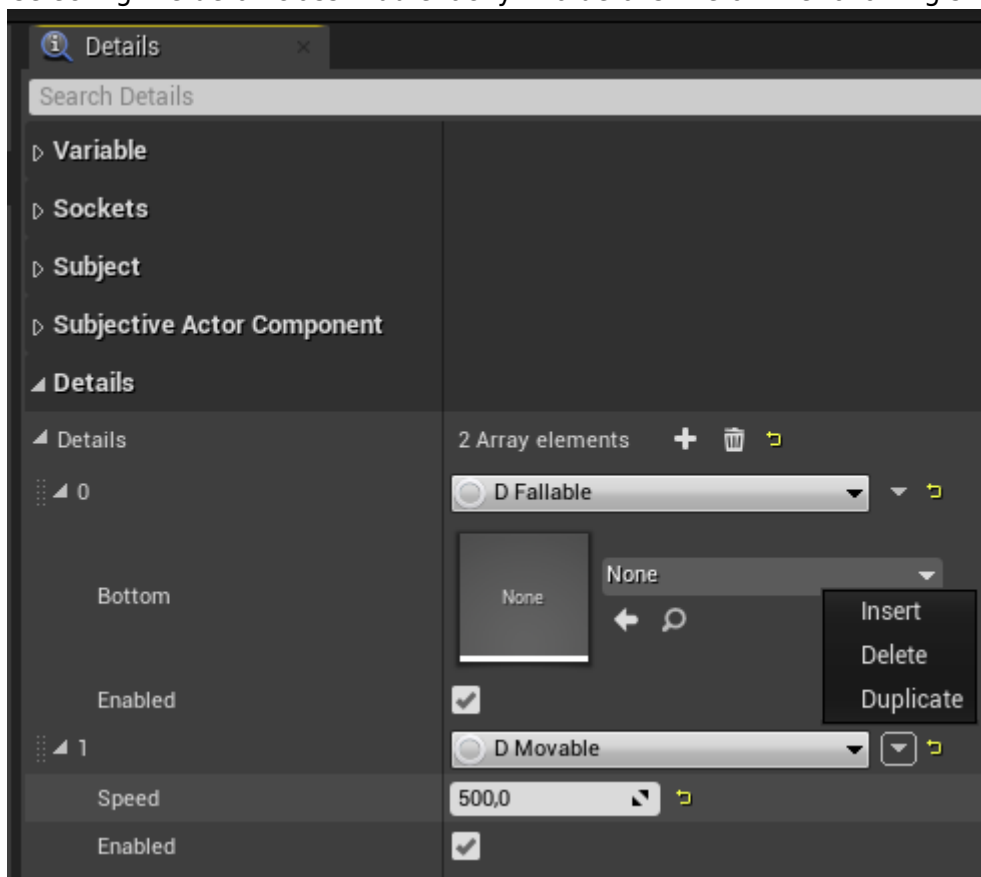 Details
Search Details
Variable
Sockets
Subject
Subjective Actor Component
Details
Details 2 Array elements
0 D Fallable
Bottom None None
Insert
Delete
Duplicate
Enabled
1 D Movable
Speed 500,0
Enabled